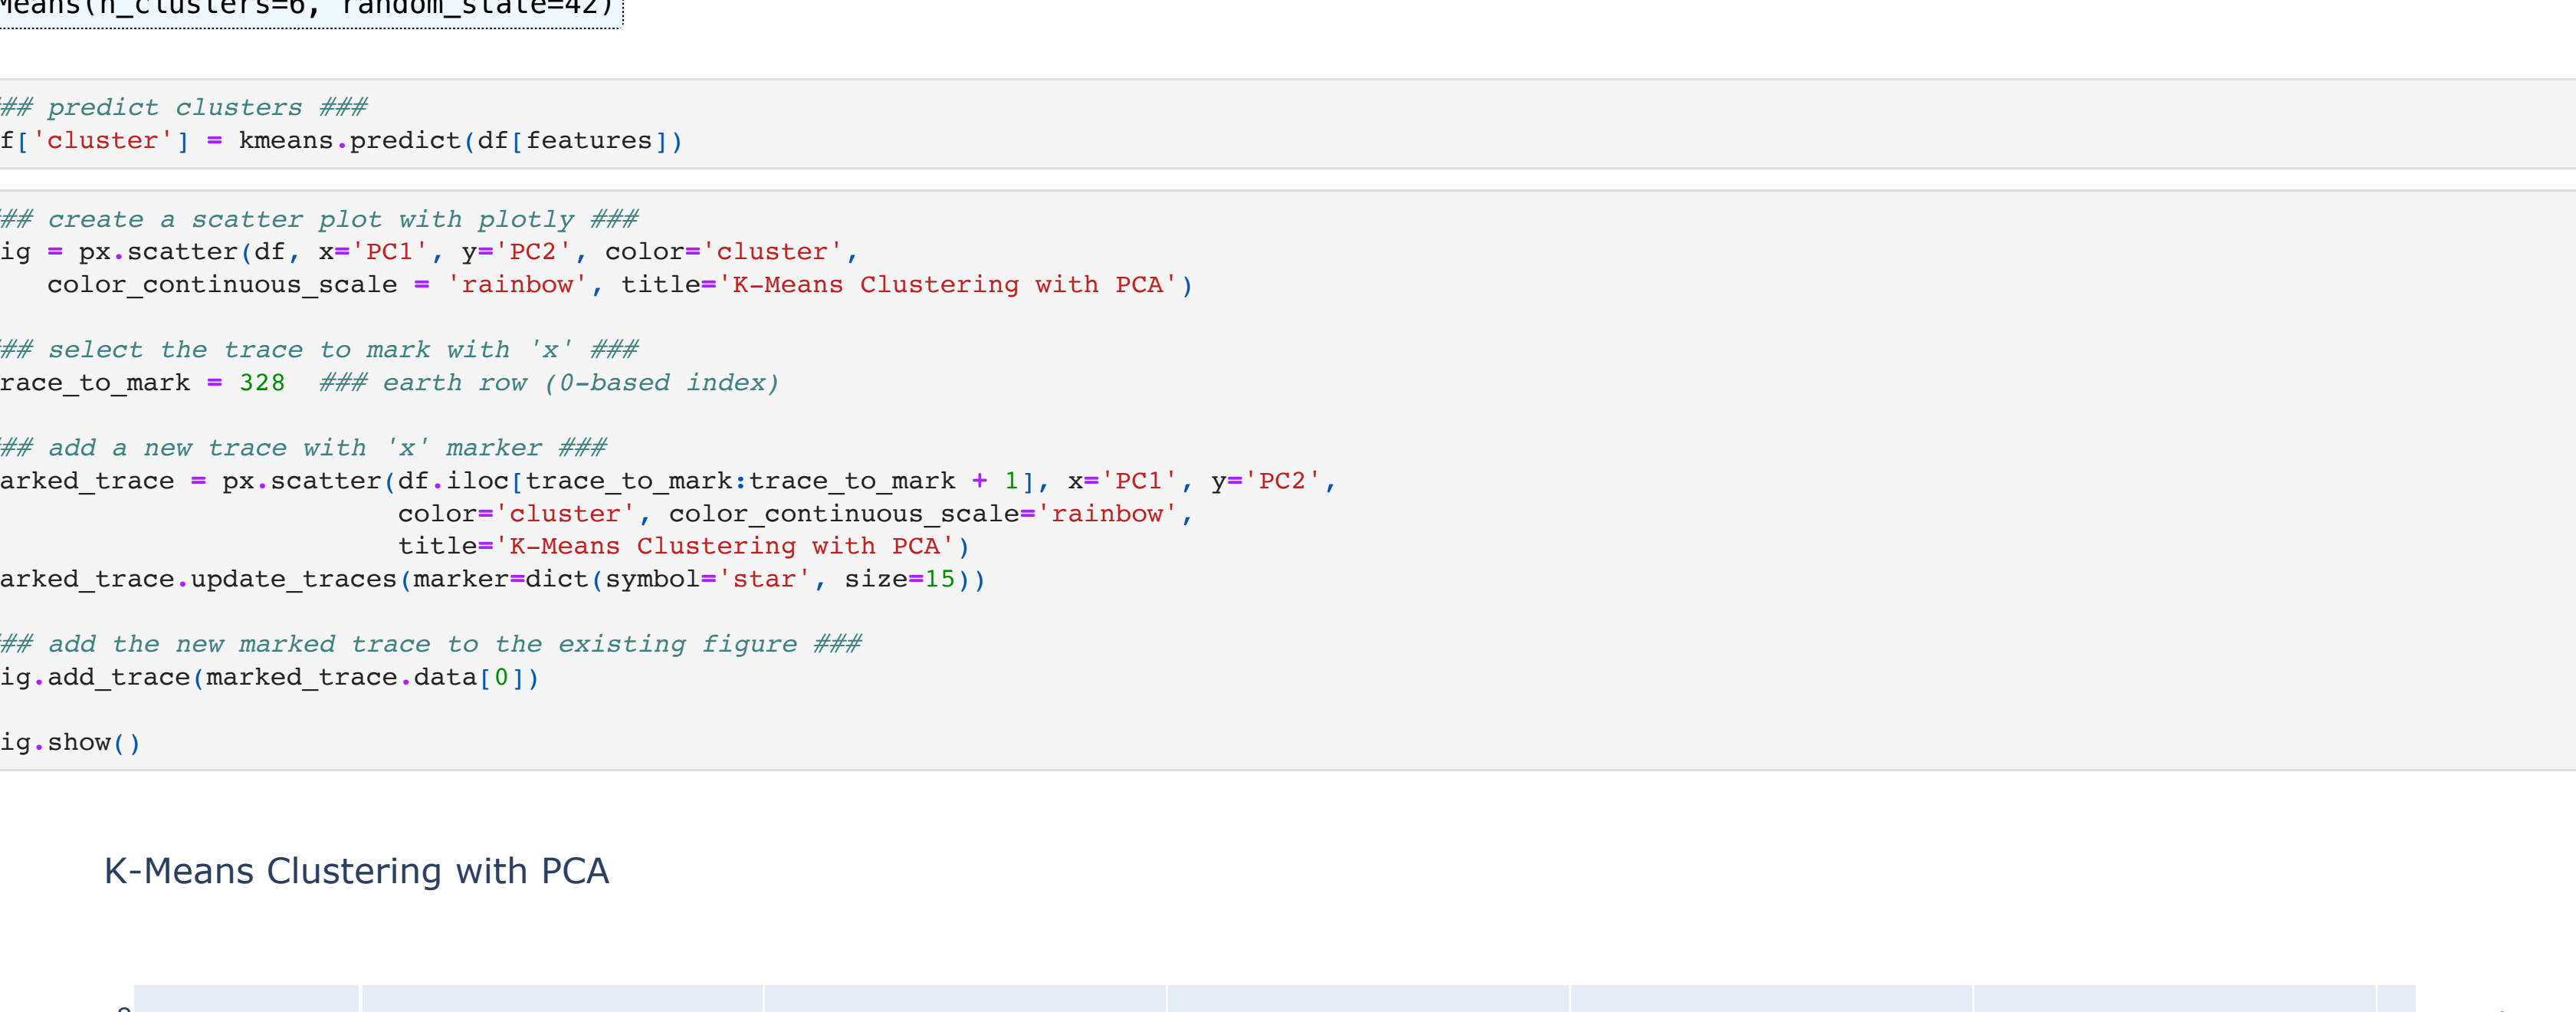 Means(n_clusters=6, random_state=42)
## predict clusters ###
f['cluster'] = kmeans.predict(df[features])
## create a scatter plot with plotly ###
ig = px.scatter(df, x='PC1', y='PC2', color='cluster',
    color_continuous_scale = 'rainbow', title='K-Means Clustering with PCA')
## select the trace to mark with 'x' ###
race_to_mark = 328  ### earth row (0-based index)
## add a new trace with 'x' marker ###
arked_trace = px.scatter(df.iloc[trace_to_mark:trace_to_mark + 1], x='PC1', y='PC2',
                         color='cluster', color_continuous_scale='rainbow',
                         title='K-Means Clustering with PCA')
arked_trace.update_traces(marker=dict(symbol='star', size=15))
## add the new marked trace to the existing figure ###
ig.add_trace(marked_trace.data[0])
ig.show()
K-Means Clustering with PCA